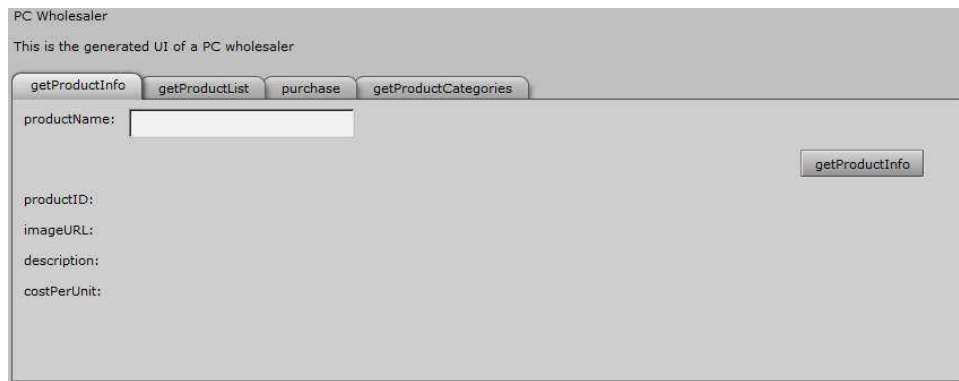 PC Wholesaler
This is the generated UI of a PC wholesaler
getProductInfo getProductList purchase getProductCategories
productName:
getProductInfo
productID:
imageURL:
description:
costPerUnit: